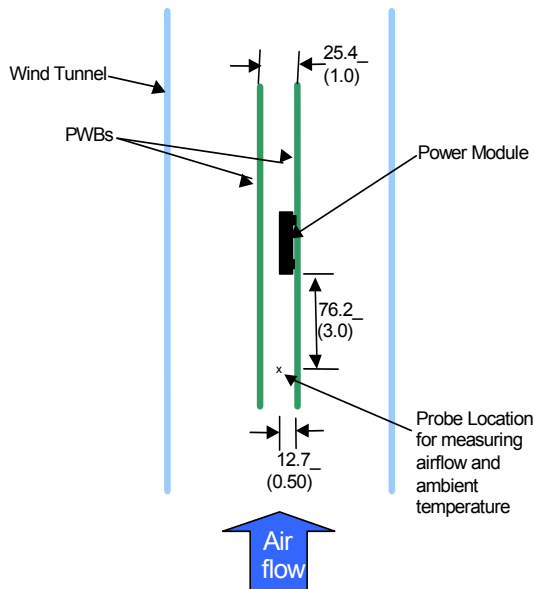 25.4_
(1.0)
Wind Tunnel
PWBs
Power Module
76.2_
(3.0)
x
Probe Location
for measuring
airflow and
ambient
temperature
12.7_
(0.50)
Air
flow